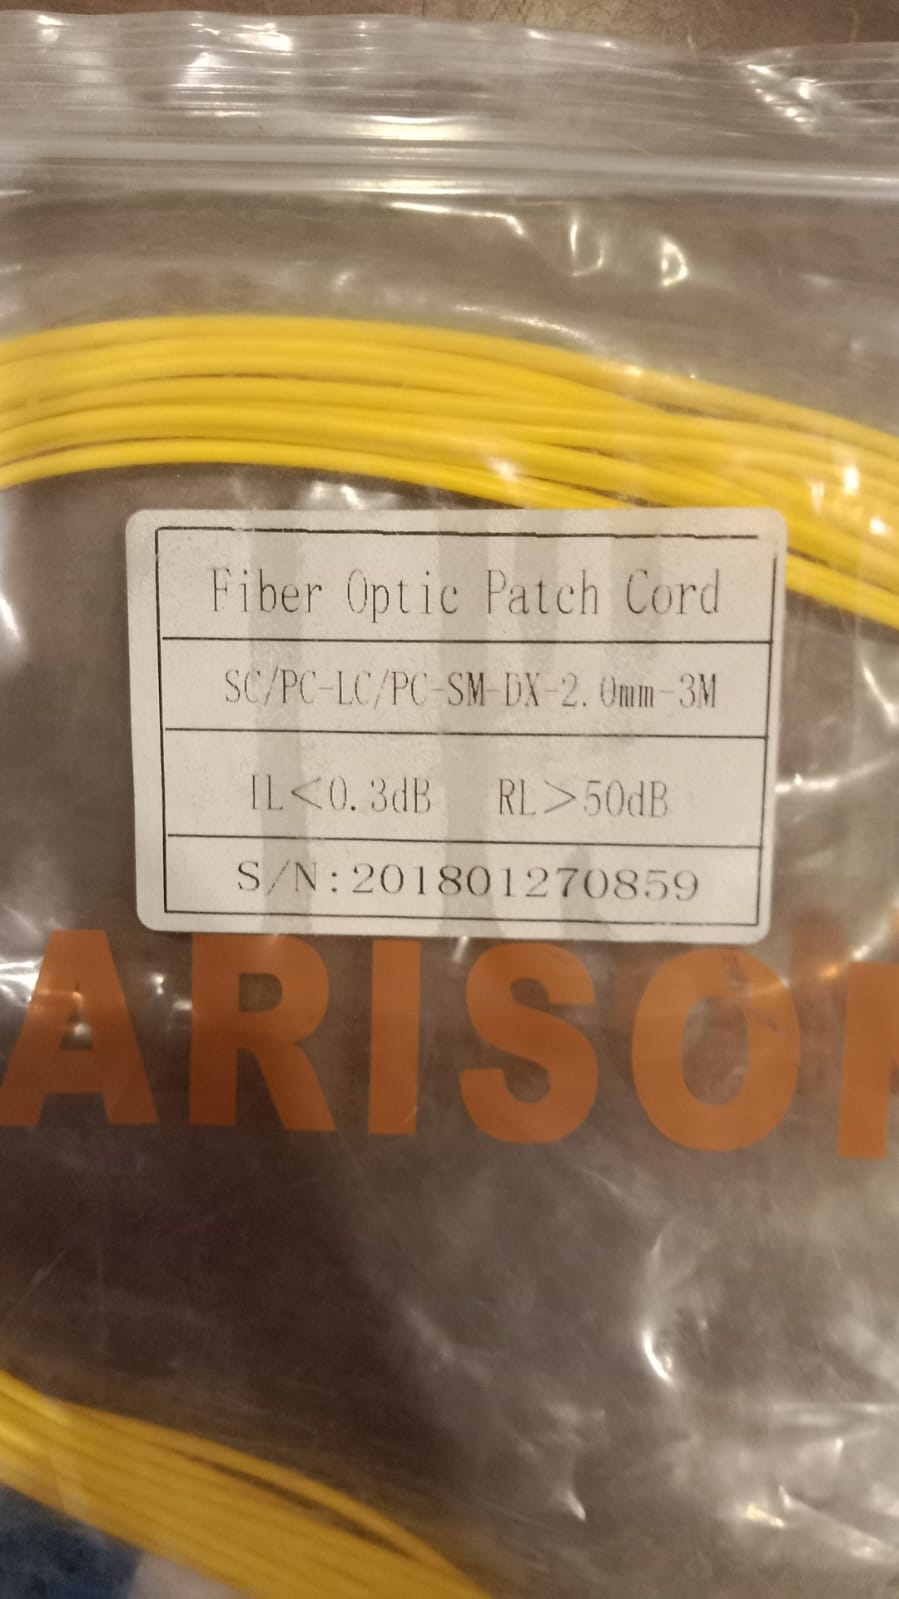 Fiber Optic Patch Cord
SC/PC-LC/PC-SM-DX-2.0mm-3M
IL<0.3dB RL>50dB
S/N:201801270859